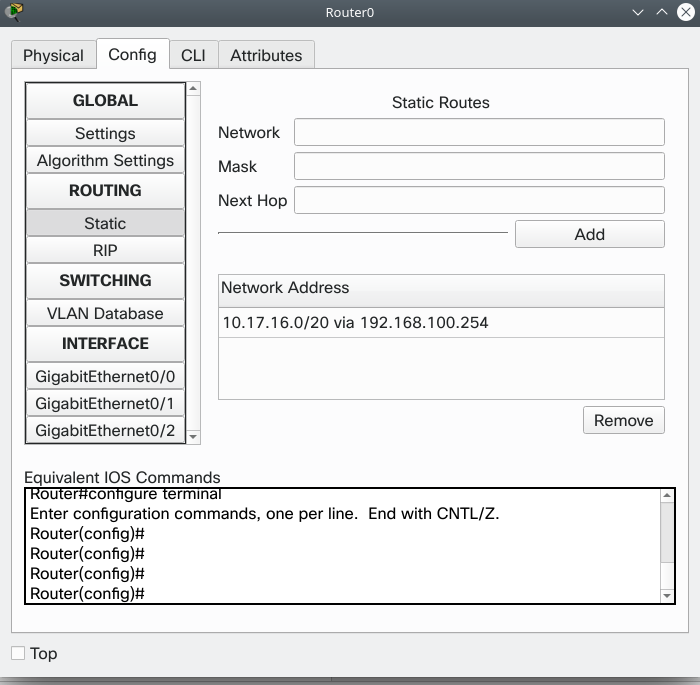 Router0
Physical
Config
CLI
Attributes
GLOBAL
Settings
Algorithm Settings
ROUTING
Static
RIP
SWITCHING
VLAN Database
INTERFACE
GigabitEthernet0/0
GigabitEthernet0/1
GigabitEthernet0/2
Static Routes
Network
Mask
Next Hop
Add
Network Address
10.17.16.0/20 via 192.168.100.254
Remove
Equivalent IOS Commands
Router#configure terminal
Enter configuration commands, one per line.  End with CNTL/Z.
Router(config)#
Router(config)#
Router(config)#
Router(config)#
Top